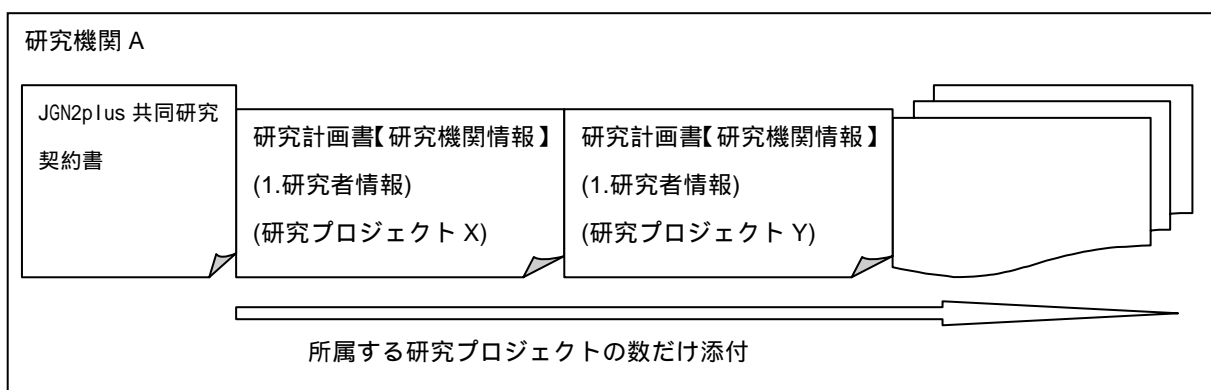 研究機関 A
JGN2plus 共同研究
契約書
研究計画書【研究機関情報】
(1.研究者情報)
(研究プロジェクト X)
研究計画書【研究機関情報】
(1.研究者情報)
(研究プロジェクト Y)
所属する研究プロジェクトの数だけ添付